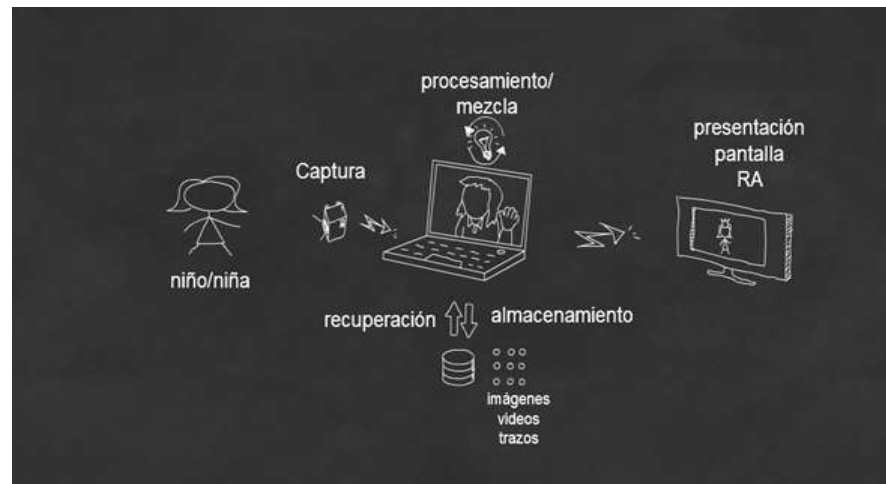 procesamiento/
mezcla
presentación
pantalla
RA
Captura
niño/niña
recuperación
almacenamiento
imágenes
videos
trazos